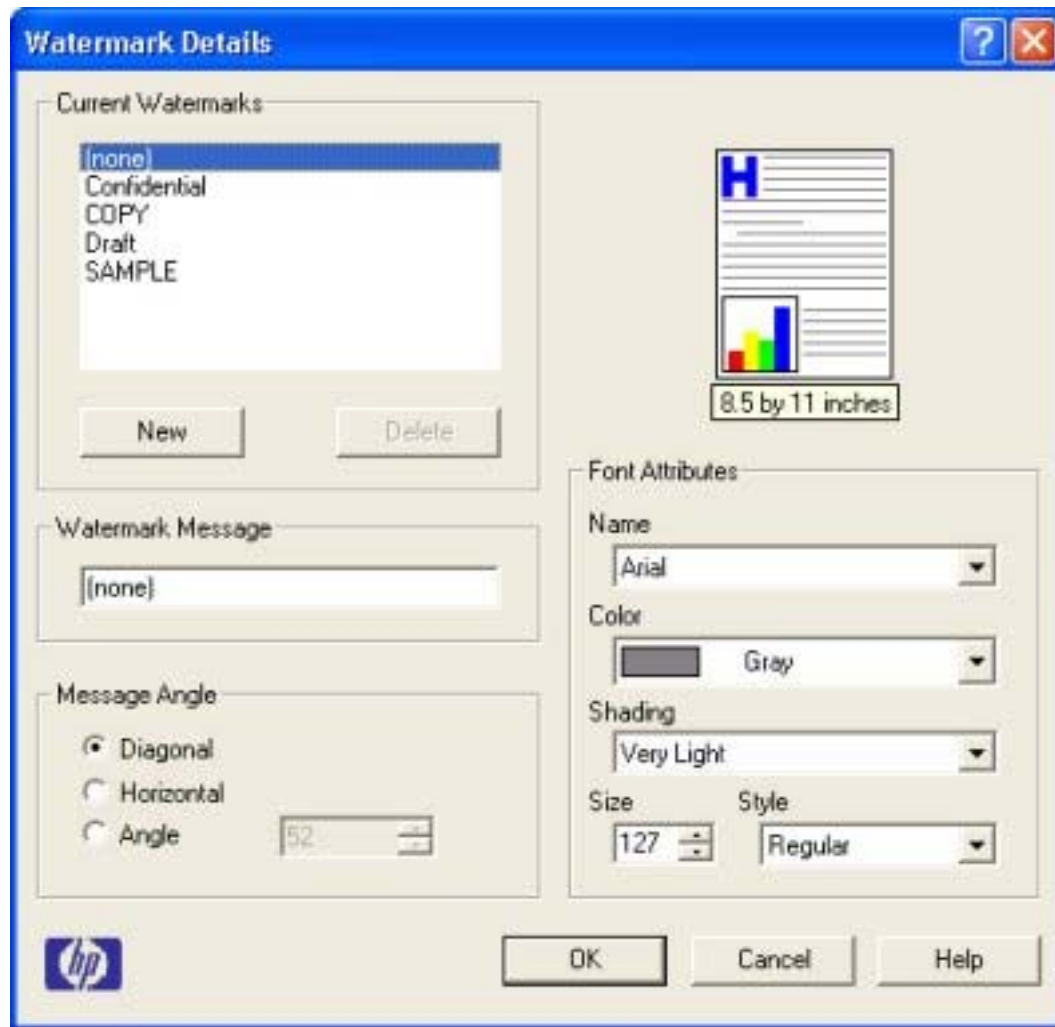 Watermark Details
?
Current Watermarks
(none)
Confidential
COPY
Draft
SAMPLE
New
Delete
H
8.5 by 11 inches
Watermark Message
(none)
Message Angle
Diagonal
Horizontal
Angle
52
Font Attributes
Name
Arial
Color
Gray
Shading
Very Light
Size
Style
127
Regular
hp
OK
Cancel
Help